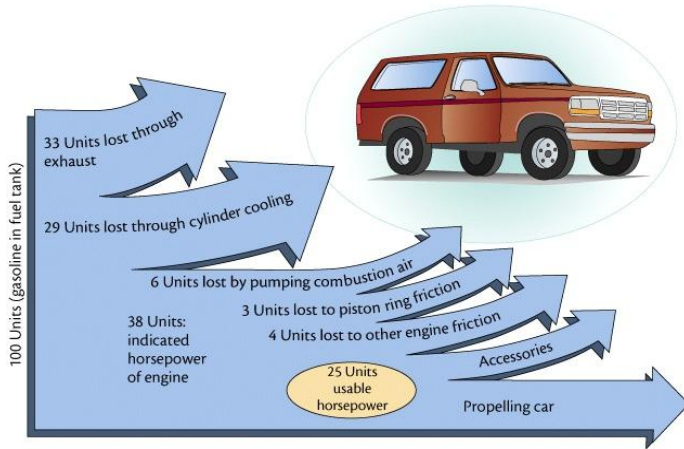 100 Units (gasoline in fuel tank)
33 Units lost through
exhaust
29 Units lost through cylinder cooling
6 Units lost by pumping combustion air
3 Units lost to piston ring friction
38 Units:
indicated
horsepower
of engine
4 Units lost to other engine friction
Accessories
25 Units
usable
horsepower
Propelling car